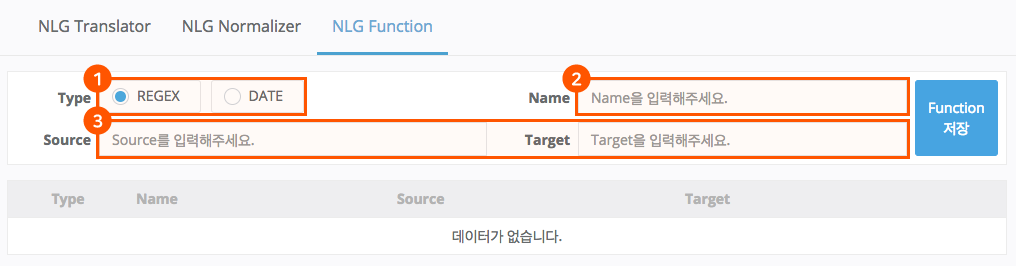 NLG Translator NLG Normalizer NLG Function
1 2
Type REGEX DATE Name Name을 입력해주세요.
Function
저장
3
Source Source를 입력해주세요. Target Target을 입력해주세요.
Type Name Source Target
데이터가 없습니다.